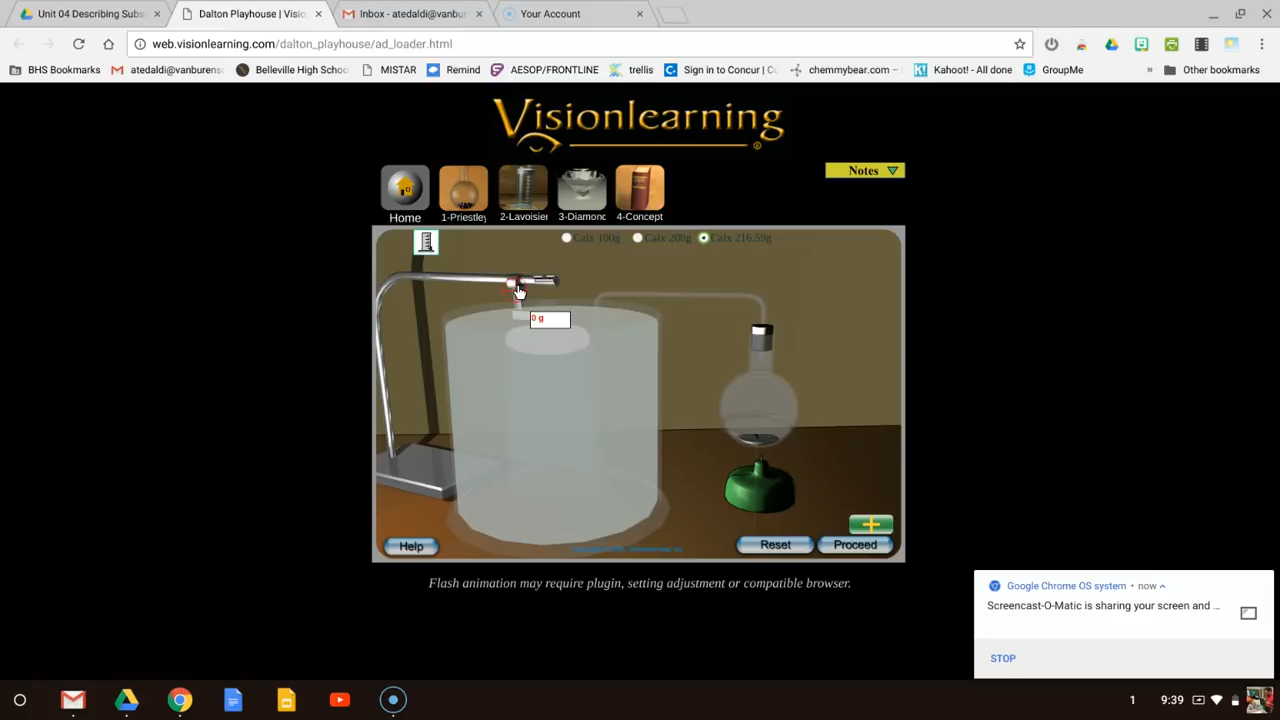 Unit 04 Describing Subs
Dalton Playhouse | Visio
Inbox - atedaldi@vanbur
Your Account
web.visionlearning.com/dalton_playhouse/ad_loader.html
BHS Bookmarks
atedaldi@vanburens
Belleville High Schoo
MISTAR
Remind
AESOP/FRONTLINE
trellis
Sign in to Concur | C
chemmybear.com –
Kahoot! - All done
GroupMe
»
Other bookmarks
Visionlearning
Notes
Home
1-Priestley
2-Lavoisier
3-Diamond
4-Concept
Calx 100g
Calx 200g
Calx 216.59g
0 g
Help
Reset
Proceed
Flash animation may require plugin, setting adjustment or compatible browser.
Google Chrome OS system • now
Screencast-O-Matic is sharing your screen and ...
STOP
1
9:39